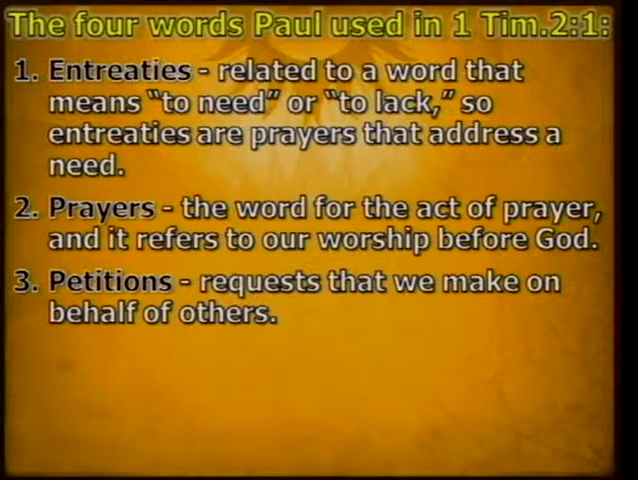 The four words Paul used in 1 Tim.2:1:
1. Entreaties - related to a word that
means “to need” or “to lack,” so
entreaties are prayers that address a
need.
2. Prayers - the word for the act of prayer,
and it refers to our worship before God.
3. Petitions - requests that we make on
behalf of others.